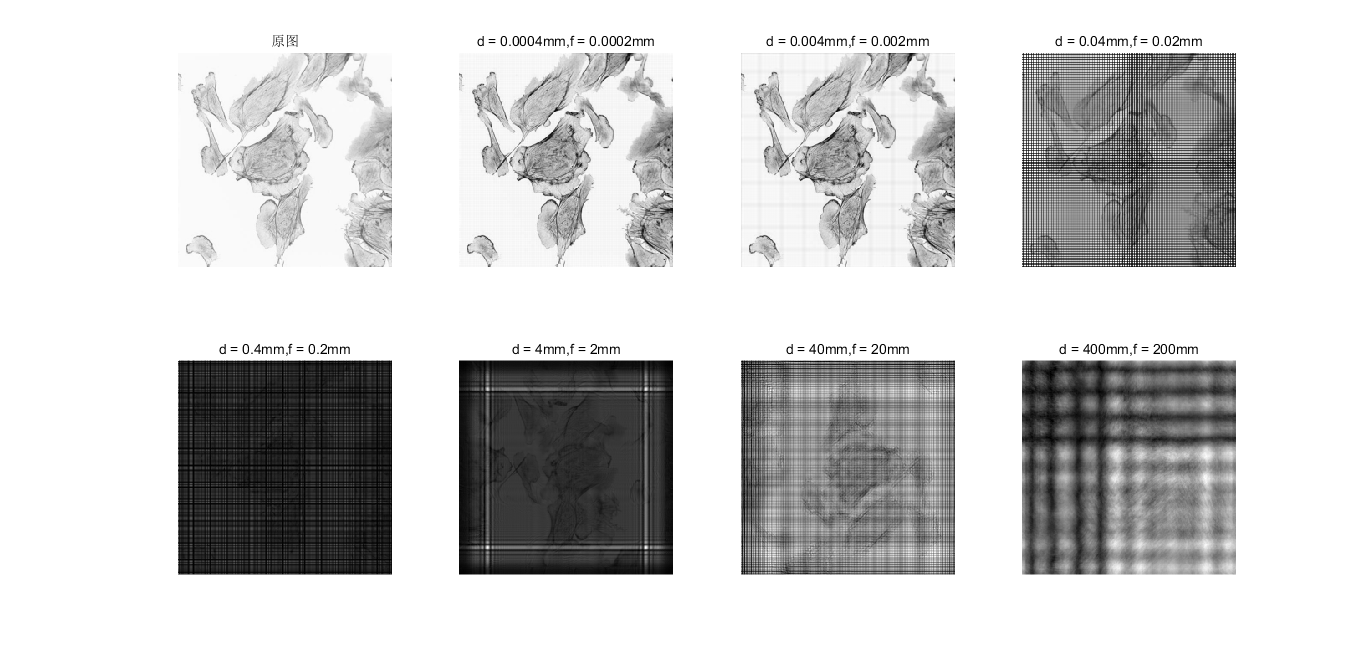 原图
d = 0.0004mm,f = 0.0002mm
d = 0.004mm,f = 0.002mm
d = 0.04mm,f = 0.02mm
d = 0.4mm,f = 0.2mm
d = 4mm,f = 2mm
d = 40mm,f = 20mm
d = 400mm,f = 200mm